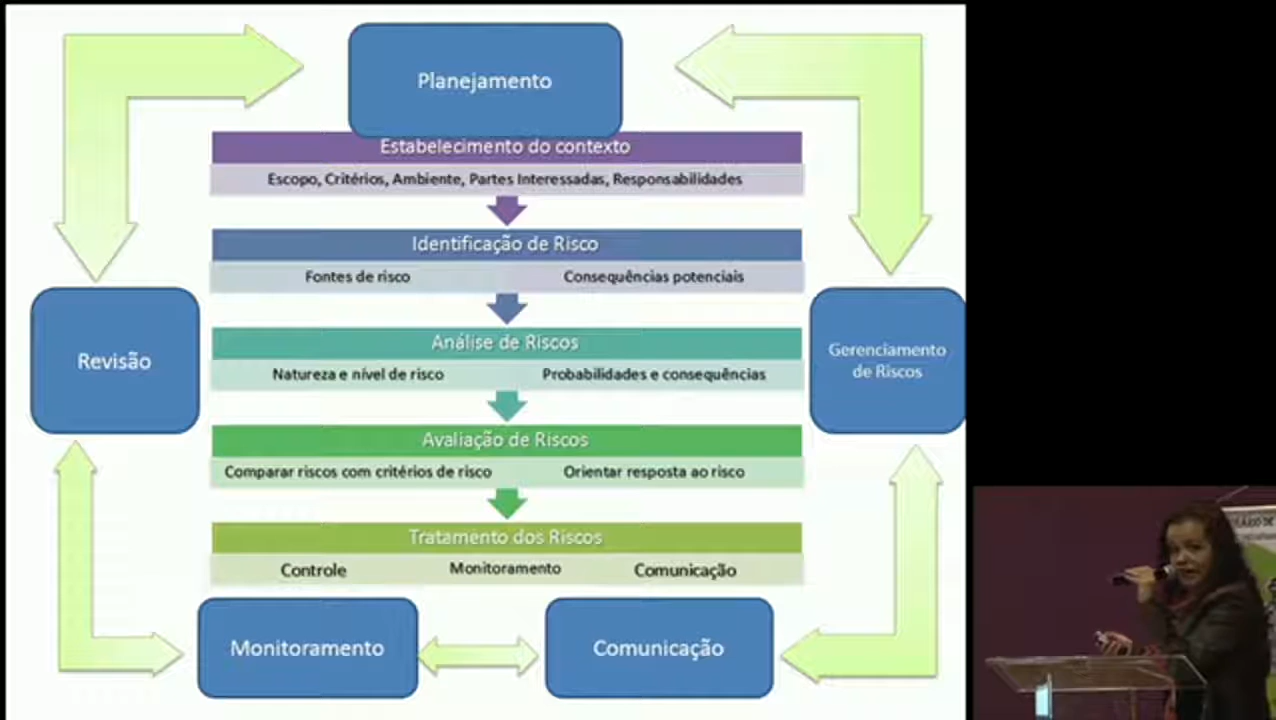 Planejamento
Estabelecimento do contexto
Escopo, Critérios, Ambiente, Partes Interessadas, Responsabilidades
Identificação de Risco
Fontes de risco Consequências potenciais
Análise de Riscos
Natureza e nível de risco Probabilidades e consequências
Avaliação de Riscos
Comparar riscos com critérios de risco Orientar resposta ao risco
Tratamento dos Riscos
Controle Monitoramento Comunicação
Revisão
Gerenciamento
de Riscos
Monitoramento
Comunicação